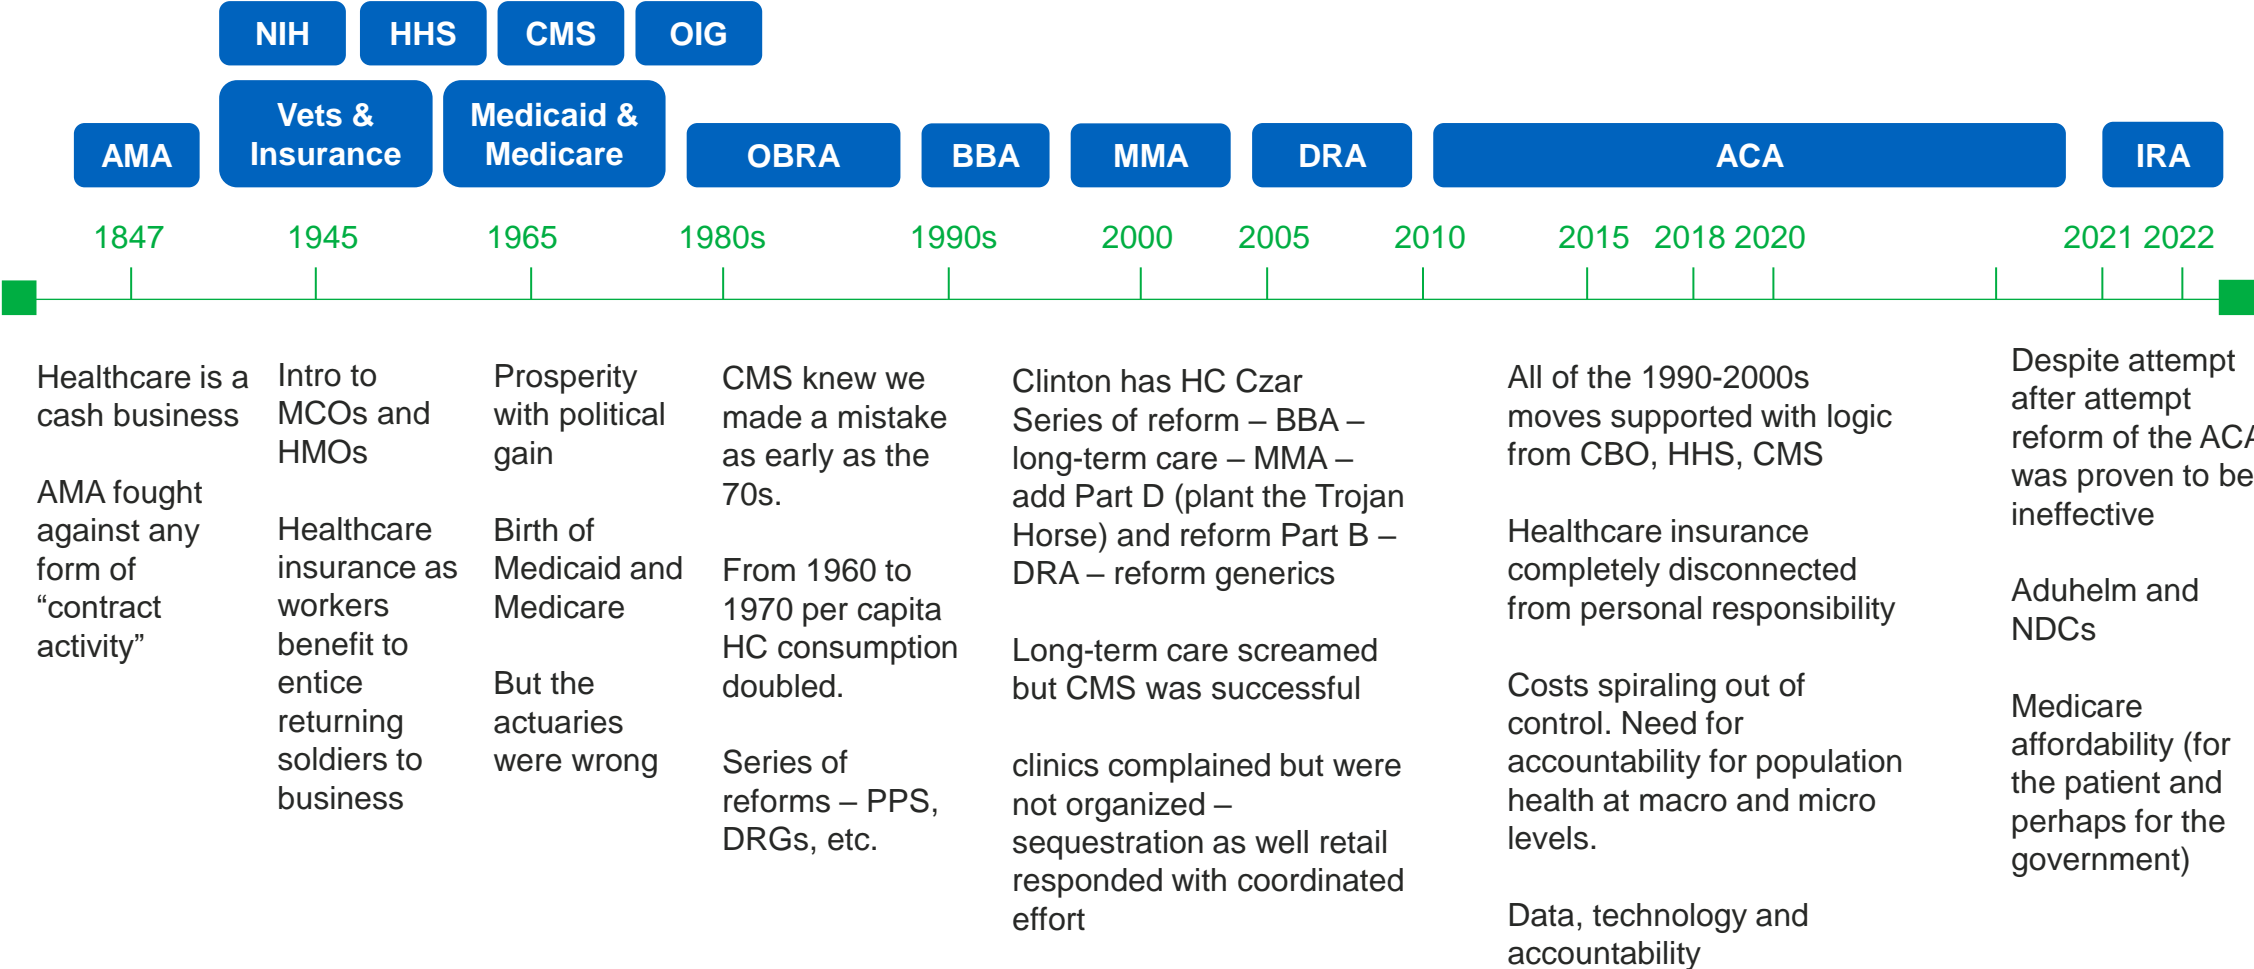 NIH
HHS
CMS
OIG
Vets &
Insurance
Medicaid &
Medicare
AMA
OBRA
BBA
MMA
DRA
ACA
IRA
1847
1945
1965
1980s
1990s
2000
2005
2010
2015
2018
2020
2021
2022
Healthcare is a
cash business
AMA fought
against any
form of
“contract
activity”
Intro to
MCOs and
HMOs
Healthcare
insurance as
workers
benefit to
entice
returning
soldiers to
business
Prosperity
with political
gain
Birth of
Medicaid and
Medicare
But the
actuaries
were wrong
CMS knew we
made a mistake
as early as the
70s.
From 1960 to
1970 per capita
HC consumption
doubled.
Series of
reforms – PPS,
DRGs, etc.
Clinton has HC Czar
Series of reform – BBA –
long-term care – MMA –
add Part D (plant the Trojan
Horse) and reform Part B –
DRA – reform generics
Long-term care screamed
but CMS was successful
clinics complained but were
not organized –
sequestration as well retail
responded with coordinated
effort
All of the 1990-2000s
moves supported with logic
from CBO, HHS, CMS
Healthcare insurance
completely disconnected
from personal responsibility
Costs spiraling out of
control. Need for
accountability for population
health at macro and micro
levels.
Data, technology and
accountability
Despite attempt
after attempt
reform of the ACA
was proven to be
ineffective
Aduhelm and
NDCs
Medicare
affordability (for
the patient and
perhaps for the
government)